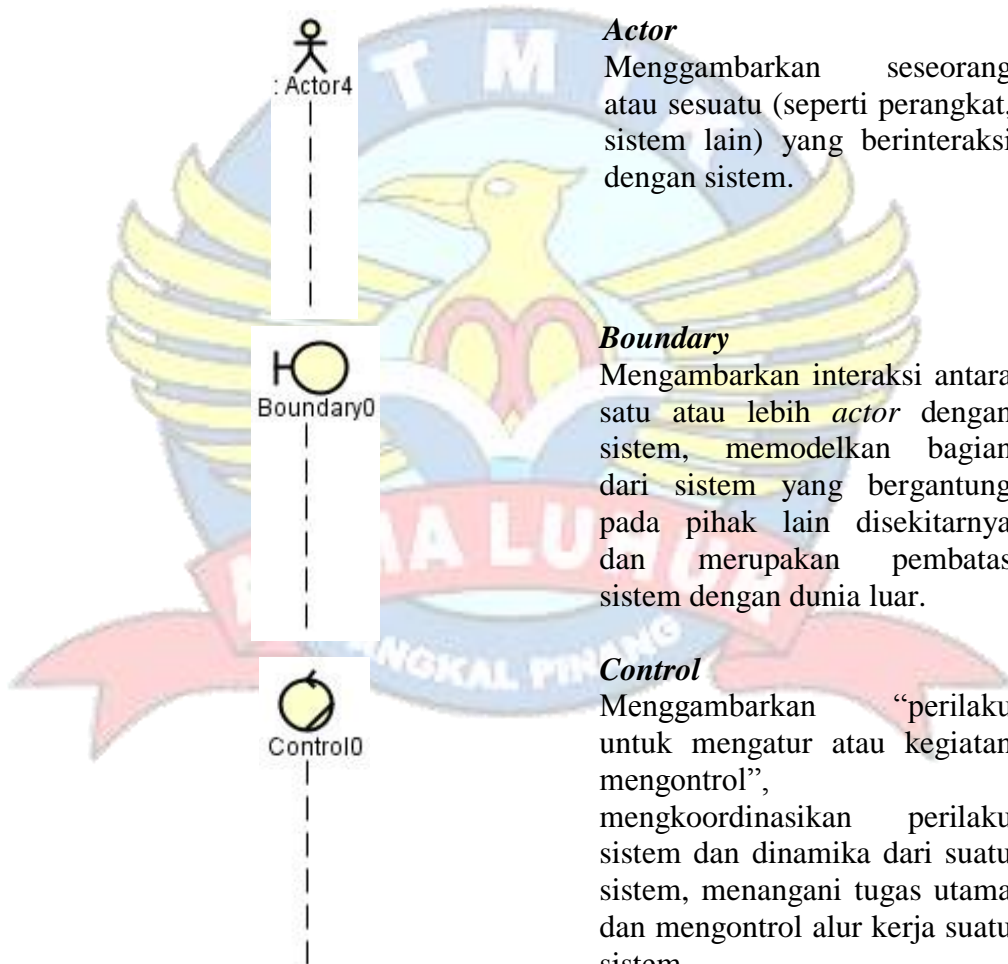 Actor
: Actor4
Menggambarkan seseorang
atau sesuatu (seperti perangkat,
sistem lain) yang berinteraksi
dengan sistem.
T M I K
Boundary
Boundary0
Mengambarkan interaksi antara
satu atau lebih actor dengan
sistem, memodelkan bagian
dari sistem yang bergantung
pada pihak lain disekitarnya
dan merupakan pembatas
sistem dengan dunia luar.
LUHUR
PINANG
Control
Control0
Menggambarkan “perilaku
untuk mengatur atau kegiatan
mengontrol”,
mengkoordinasikan perilaku
sistem dan dinamika dari suatu
sistem, menangani tugas utama
dan mengontrol alur kerja suatu
sistem